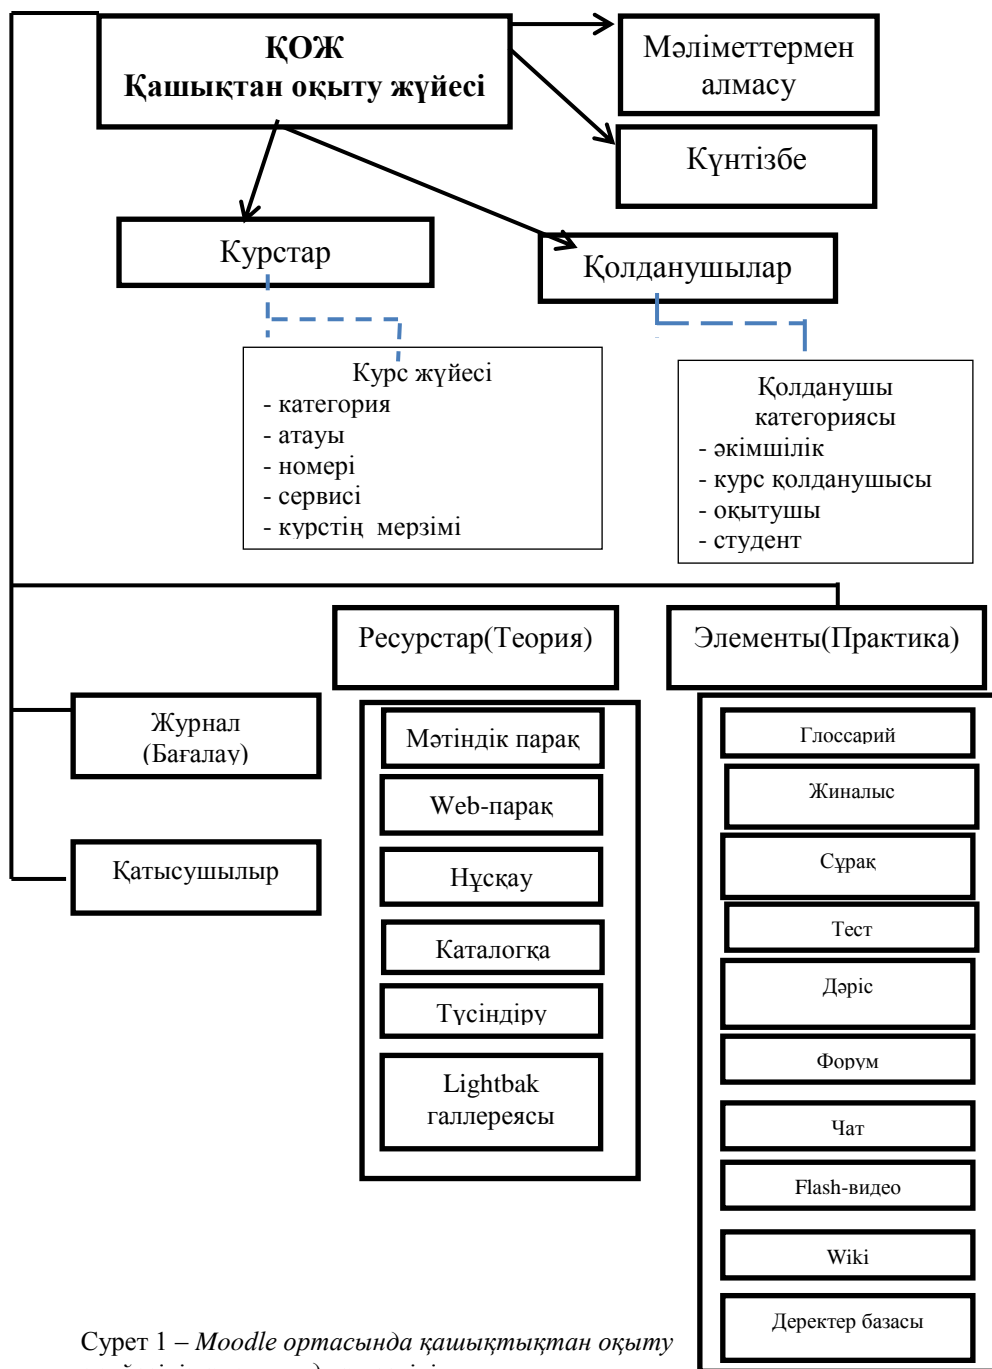 ҚОЖ
Қашықтан оқыту жүйесі
Мәліметтермен
алмасу
Күнтізбе
Курстар
Қолданушылар
Курс жүйесі
- категория
- атауы
- номері
- сервисі
- курстің мерзімі
Қолданушы
категориясы
- әкімшілік
- курс қолданушысы
- оқытушы
- студент
Ресурстар(Теория)
Элементы(Практика)
Журнал
(Бағалау)
Қатысушылыр
Мәтіндік парақ
Web-парақ
Нұсқау
Каталогқа
Түсіндіру
Lightbak
галлереясы
Глоссарий
Жиналыс
Сұрақ
Тест
Дәріс
Форум
Чат
Flash-видео
Wiki
Деректер базасы
Сурет 1 – Moodle ортасында қашықтықтан оқыту